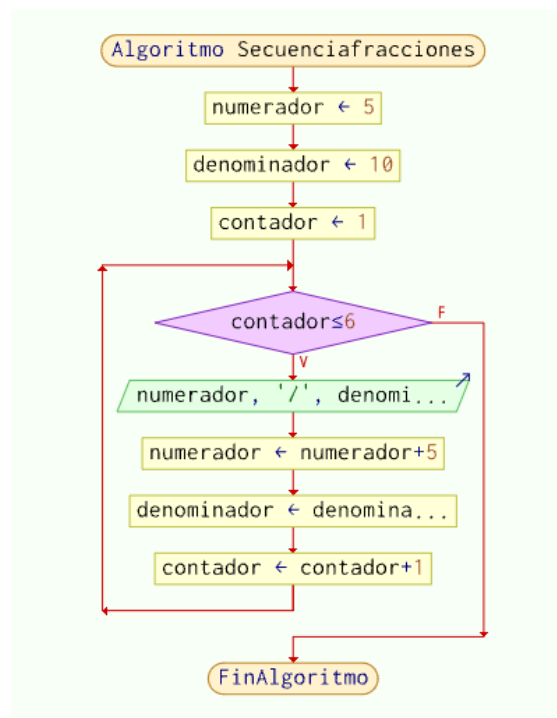 Algoritmo Secuenciafracciones
numerador ← 5
denominador ← 10
contador ← 1
contador≤6
F
V
numerador, '/', denomi...
numerador ← numerador+5
denominador ← denomina...
contador ← contador+1
FinAlgoritmo